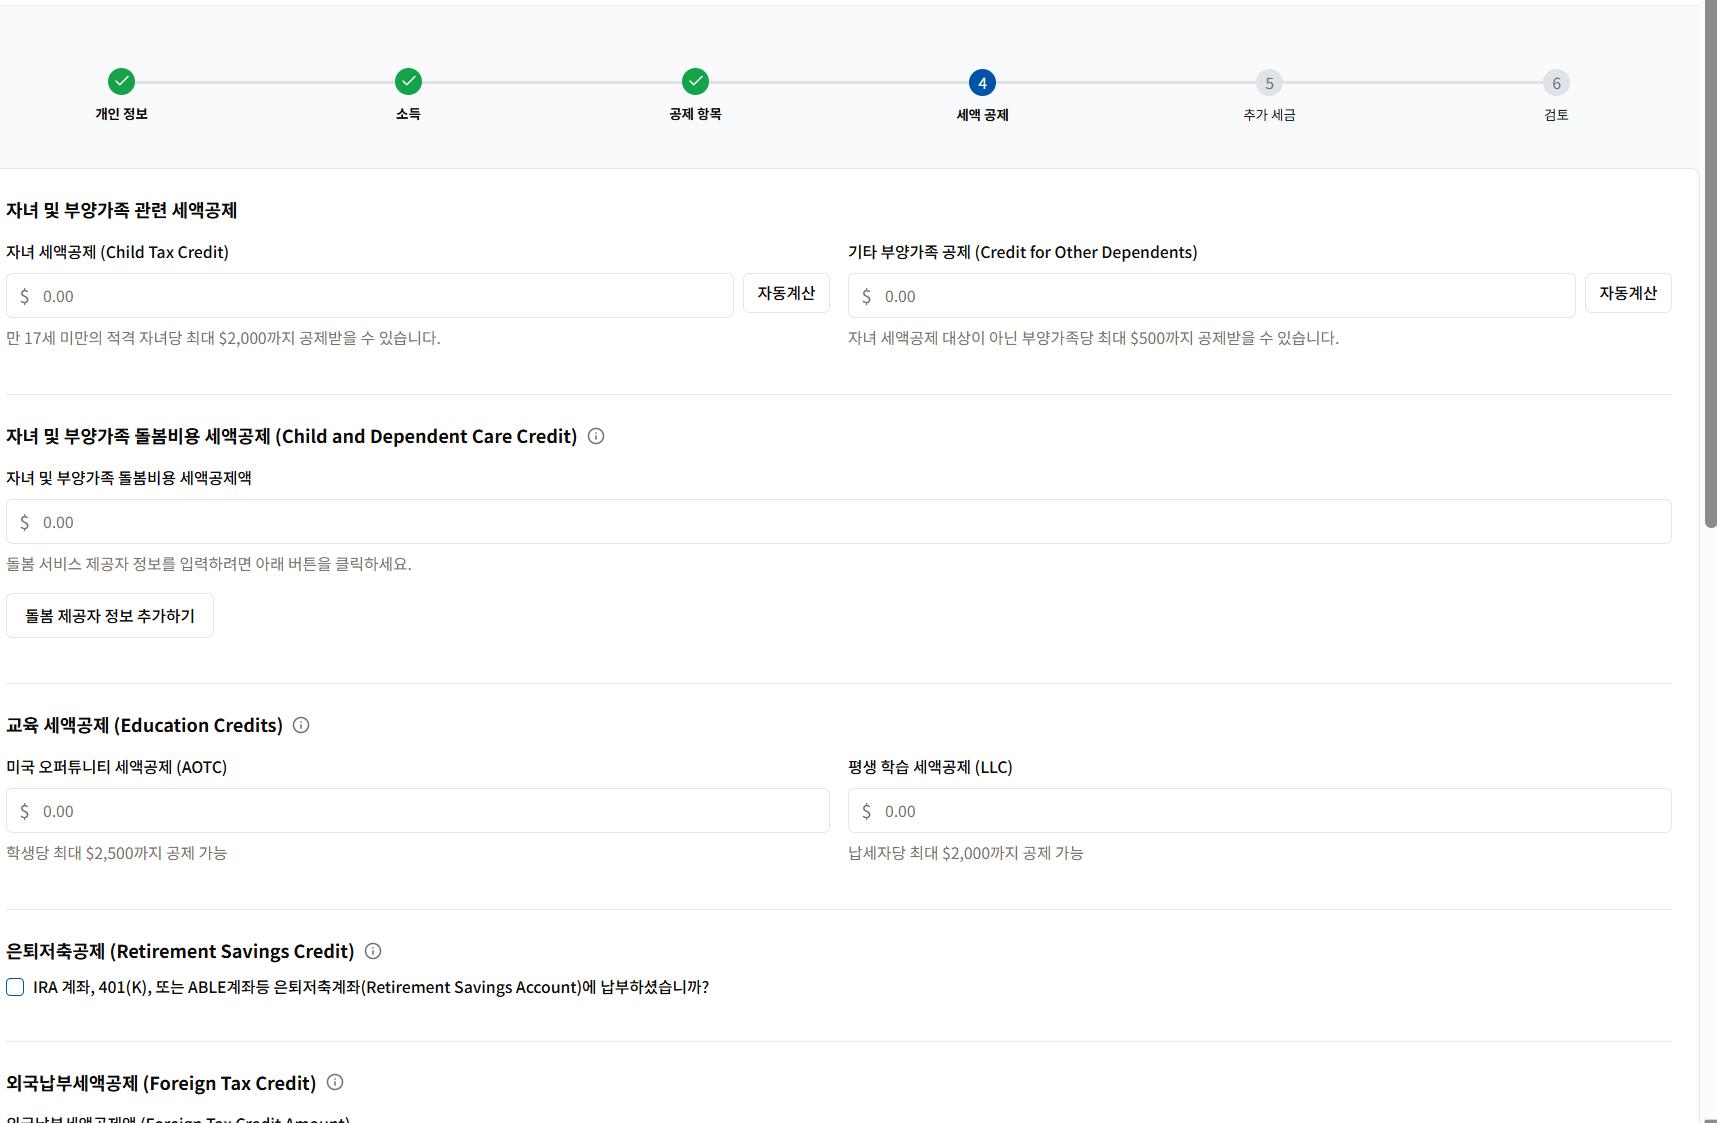 4
5
6
개인 정보
소득
공제 항목
세액 공제
추가 세금
검토
자녀 및 부양가족 관련 세액공제
자녀 세액공제 (Child Tax Credit)
기타 부양가족 공제 (Credit for Other Dependents)
$ 0.00
자동계산
$ 0.00
자동계산
만 17세 미만의 적격 자녀당 최대 $2,000까지 공제받을 수 있습니다.
자녀 세액공제 대상이 아닌 부양가족당 최대 $500까지 공제받을 수 있습니다.
자녀 및 부양가족 돌봄비용 세액공제 (Child and Dependent Care Credit)
자녀 및 부양가족 돌봄비용 세액공제액
$ 0.00
돌봄 서비스 제공자 정보를 입력하려면 아래 버튼을 클릭하세요.
돌봄 제공자 정보 추가하기
교육 세액공제 (Education Credits)
미국 오퍼튜니티 세액공제 (AOTC)
평생 학습 세액공제 (LLC)
$ 0.00
$ 0.00
학생당 최대 $2,500까지 공제 가능
납세자당 최대 $2,000까지 공제 가능
은퇴저축공제 (Retirement Savings Credit)
IRA 계좌, 401(K), 또는 ABLE계좌등 은퇴저축계좌(Retirement Savings Account)에 납부하셨습니까?
외국납부세액공제 (Foreign Tax Credit)
외국납부세액공제액 (Foreign Tax Credit Amount)